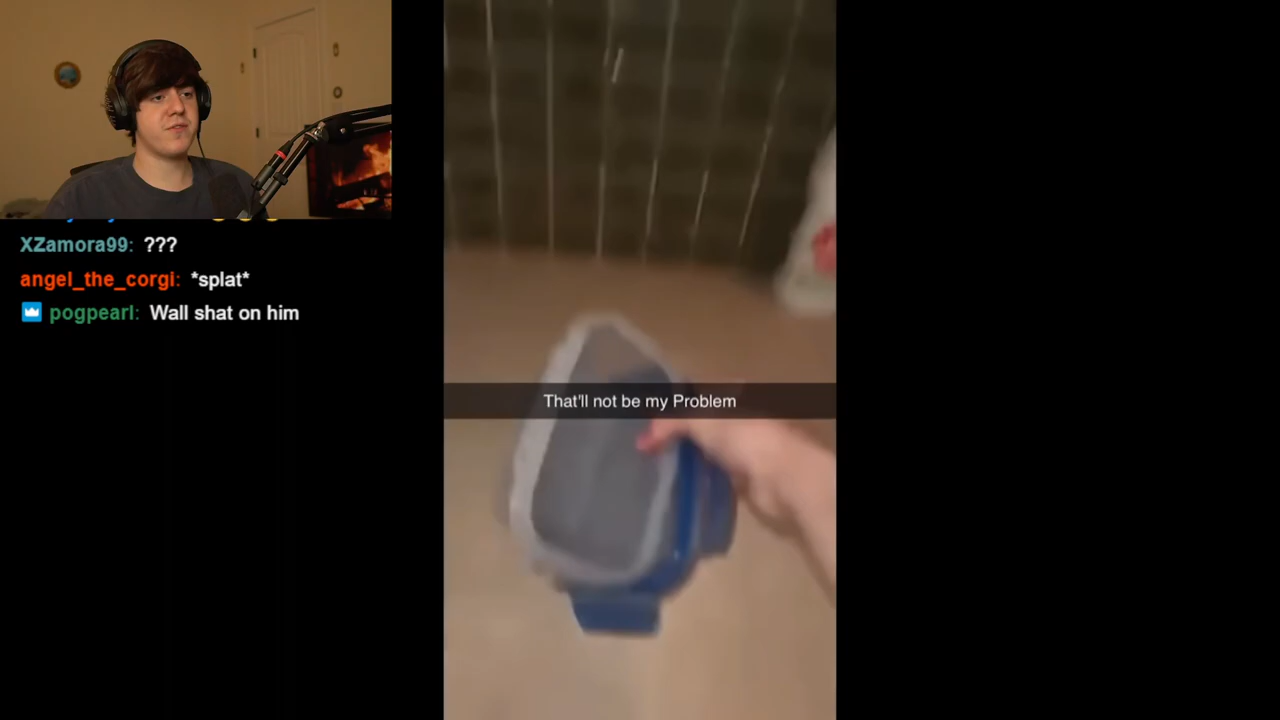 XZamora99: ???
angel_the_corgi: *splat*
pogpearl: Wall shat on him
That'll not be my Problem